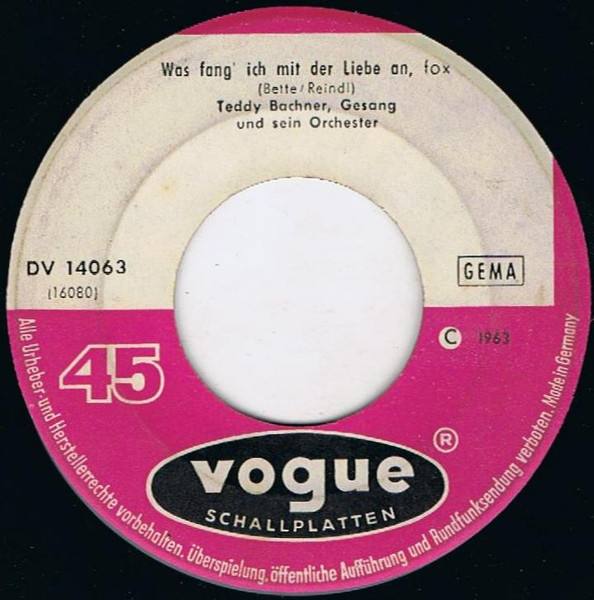 Was fang' ich mit der Liebe an, fox
(Bette/Reindl)
Teddy Bachner, Gesang
und sein Orchester
DV 14063
(16080)
GEMA
C 1963
45
®
vogue
SCHALLPLATTEN
Alle Urheber- und Herstellerrechte vorbehalten. Überspielung, öffentliche Aufführung und Rundfunksendung verboten. Made in Germany